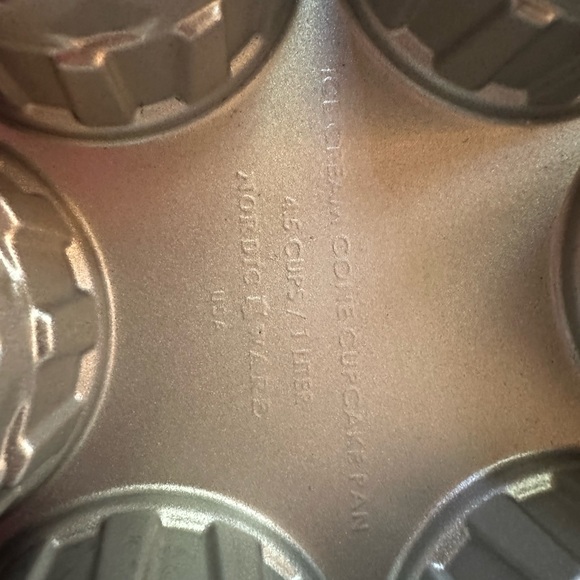 ICE CREAM CONE CUPCAKE PAN
4.5 CUPS / 1 LITER
NORDIC WARE
USA